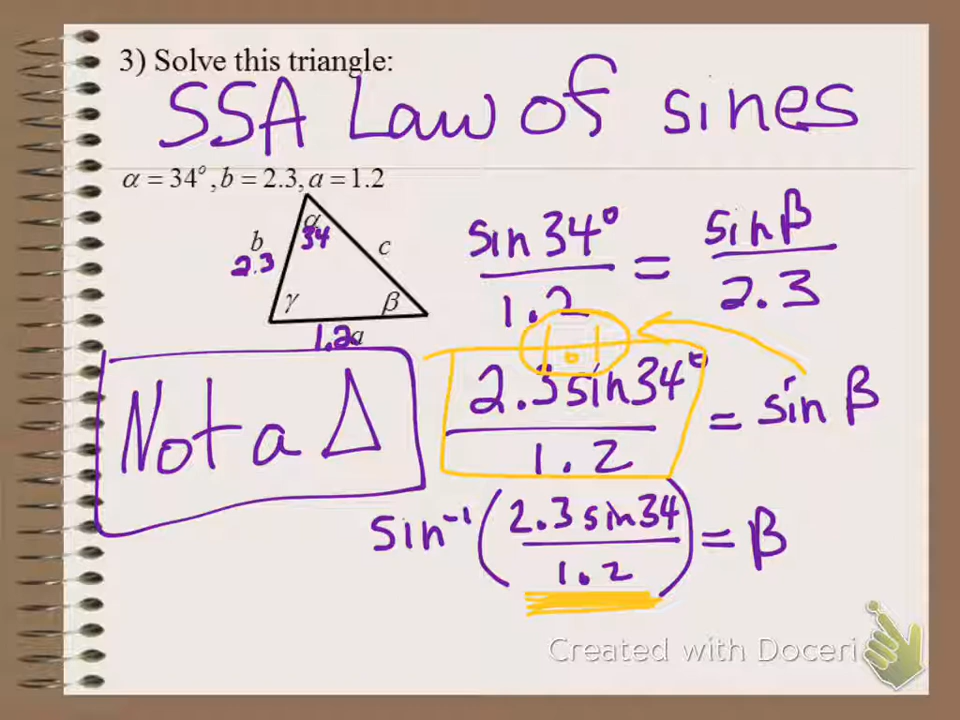 3) Solve this triangle:
SSA Law of sines
α = 34°, b = 2.3, a = 1.2
α
34
b
2.3
c
γ
β
1.2 a
sin 34° / 1.2 = sin β / 2.3
1.1
2.3 sin 34° / 1.2 = sin β
Not a Δ
sin⁻¹ (2.3 sin 34 / 1.2) = β
Created with Doceri